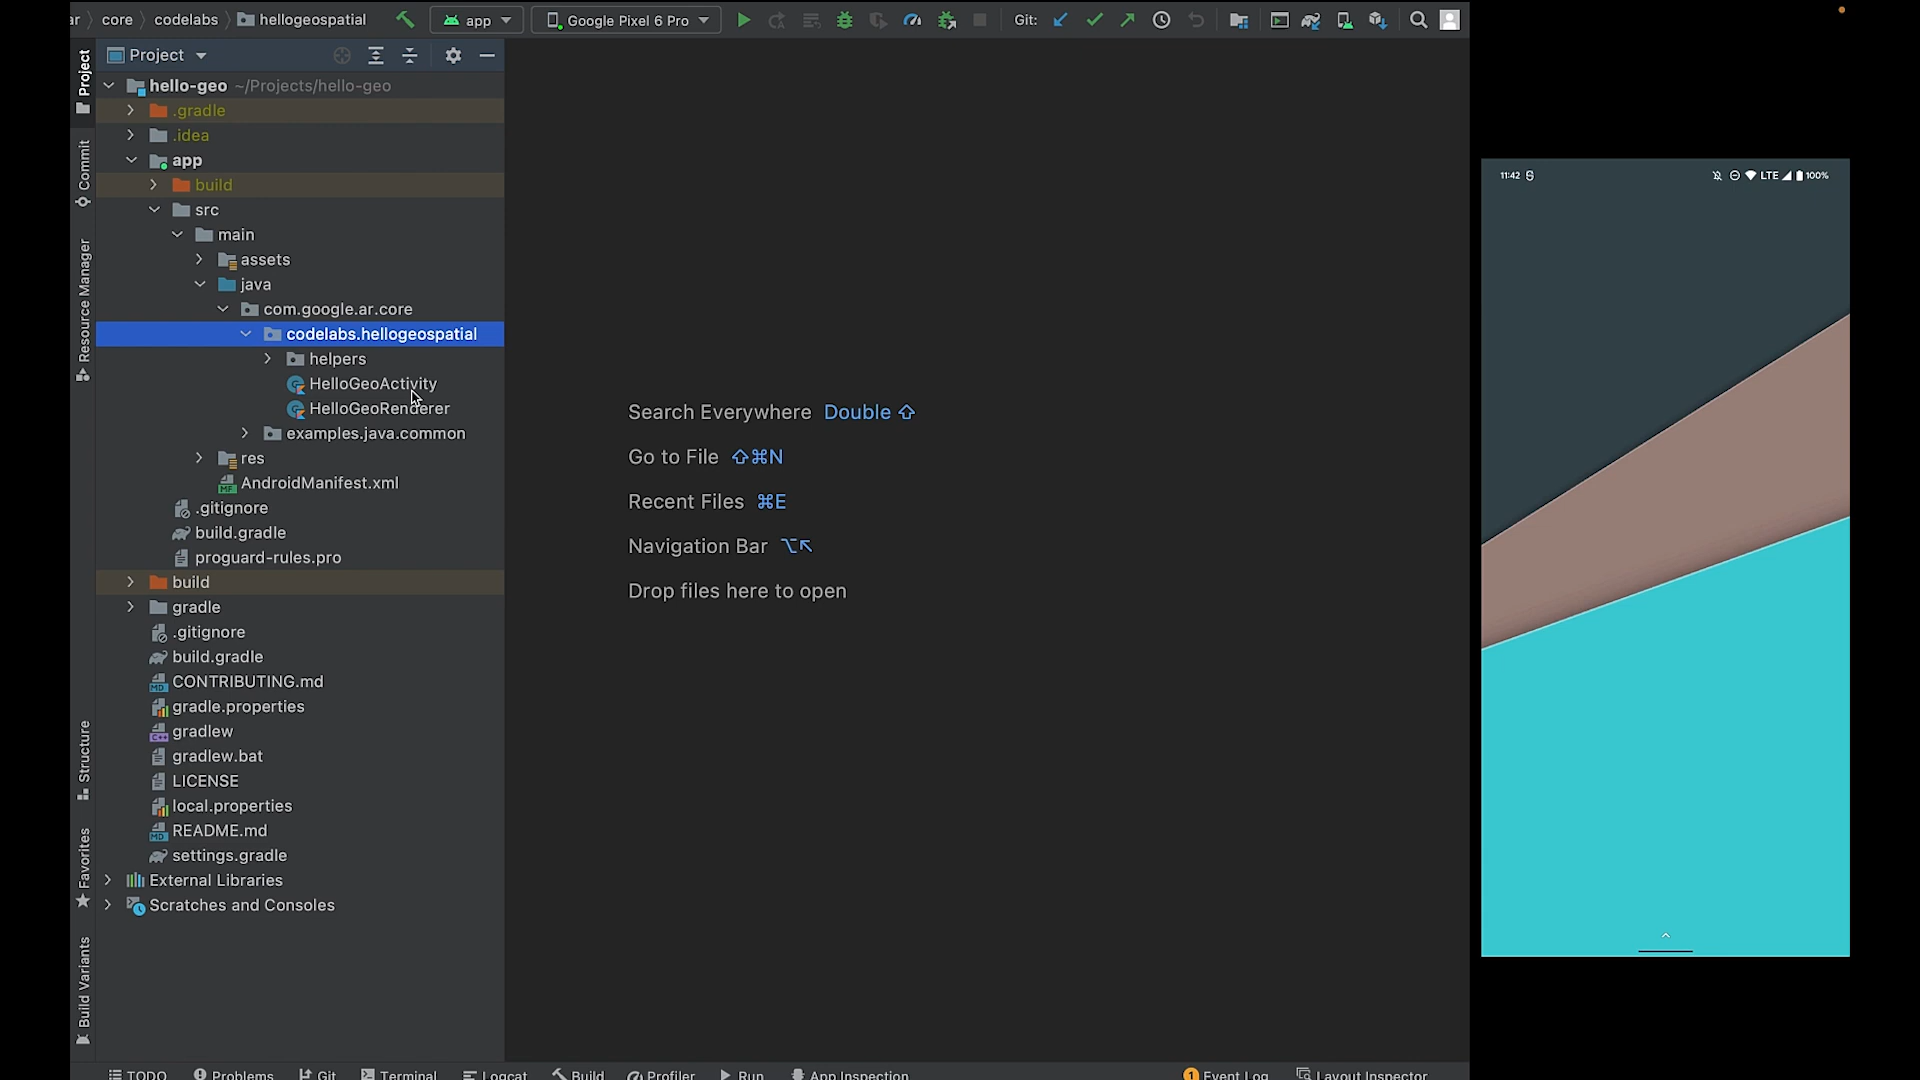 ar core codelabs hellogeospatial app Google Pixel 6 Pro Git:
Project
Project
Commit
Resource Manager
Structure
Favorites
Build Variants
hello-geo ~/Projects/hello-geo
.gradle
.idea
app
build
src
main
assets
java
com.google.ar.core
codelabs.hellogeospatial
helpers
HelloGeoActivity
HelloGeoRenderer
examples.java.common
res
AndroidManifest.xml
.gitignore
build.gradle
proguard-rules.pro
build
gradle
.gitignore
build.gradle
CONTRIBUTING.md
gradle.properties
gradlew
gradlew.bat
LICENSE
local.properties
README.md
settings.gradle
External Libraries
Scratches and Consoles
Search Everywhere Double ⇧
Go to File ⇧⌘N
Recent Files ⌘E
Navigation Bar ⌥↖
Drop files here to open
11:42 LTE 100%
TODO Problems Git Terminal Logcat Build Profiler Run App Inspection 1 Event Log Layout Inspector